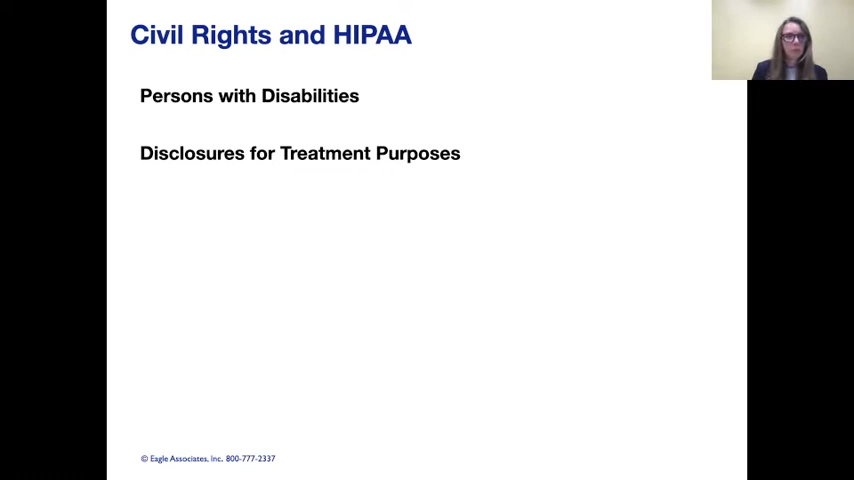 Civil Rights and HIPAA
Persons with Disabilities
Disclosures for Treatment Purposes
© Eagle Associates, Inc. 800-777-2337